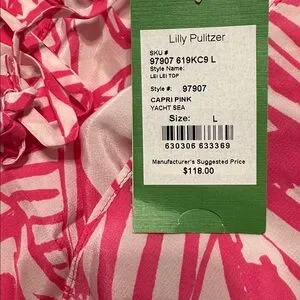 Lilly Pulitzer
SKU #
97907 619KC9 L
Style Name:
LEI LEI TOP
Style #: 97907
CAPRI PINK
YACHT SEA
Size: L
630306 633369
Manufacturer's Suggested Price
$118.00